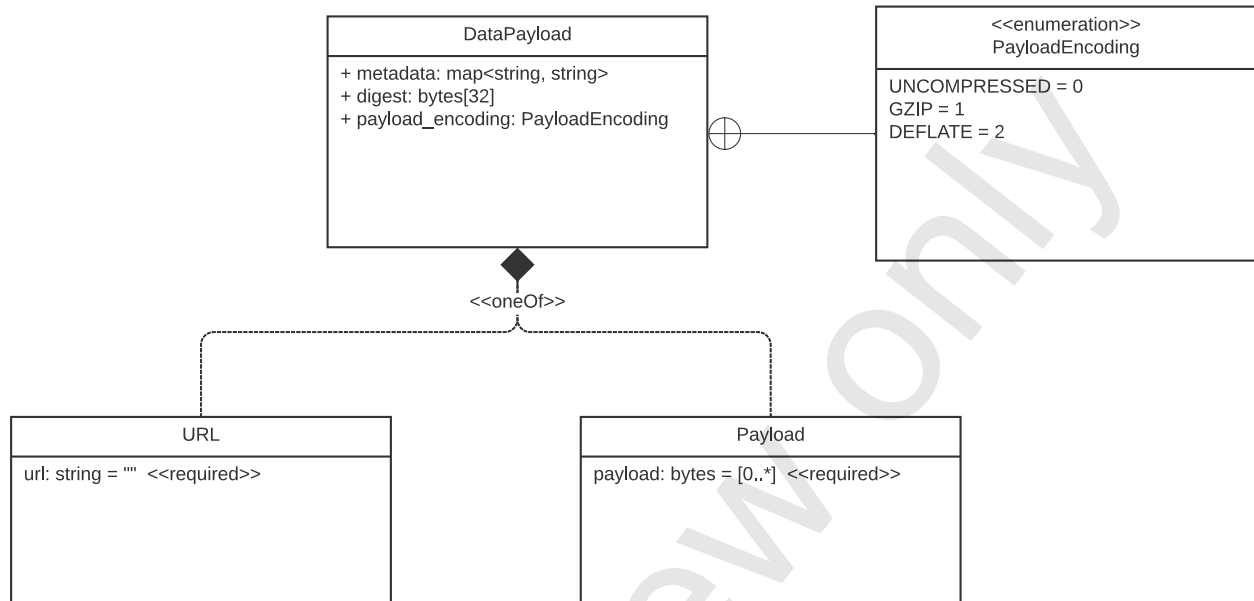 DataPayload
+ metadata: map<string, string>
+ digest: bytes[32]
+ payload_encoding: PayloadEncoding
<<enumeration>>
PayloadEncoding
UNCOMPRESSED = 0
GZIP = 1
DEFLATE = 2
<<oneOf>>
URL
url: string = "" <<required>>
Payload
payload: bytes = [0..*] <<required>>
ew only